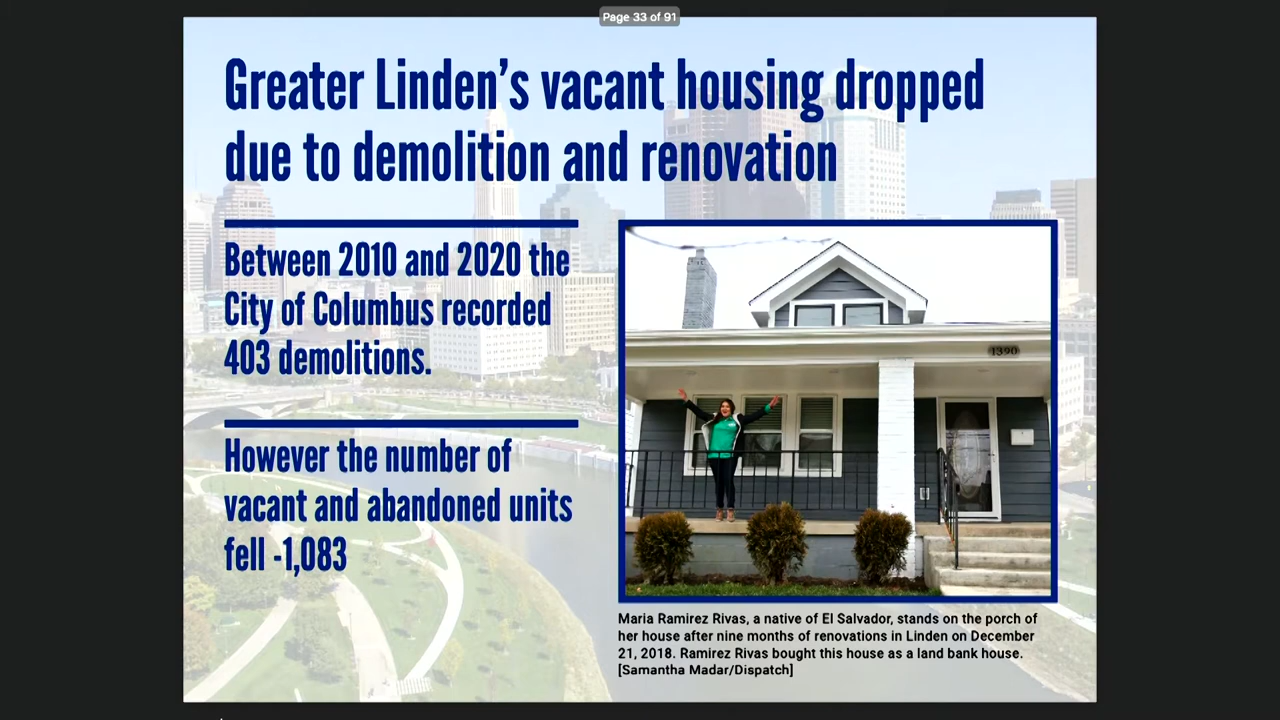 Page 33 of 91
Greater Linden's vacant housing dropped
due to demolition and renovation
Between 2010 and 2020 the
City of Columbus recorded
403 demolitions.
However the number of
vacant and abandoned units
fell -1,083
1390
Maria Ramirez Rivas, a native of El Salvador, stands on the porch of
her house after nine months of renovations in Linden on December
21, 2018. Ramirez Rivas bought this house as a land bank house.
[Samantha Madar/Dispatch]